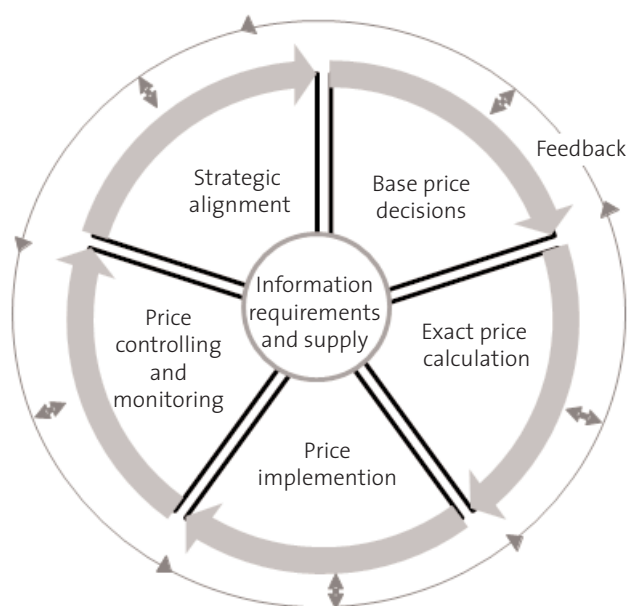 Feedback
Strategic
alignment
Base price
decisions
Information
requirements
and supply
Price
controlling
and
monitoring
Exact price
calculation
Price
implemention